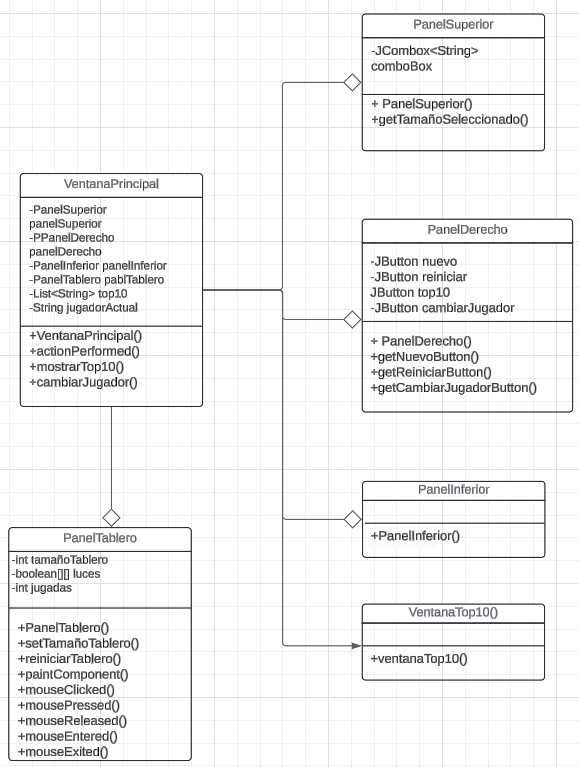 PanelSuperior
-JCombox<String>
comboBox
+ PanelSuperior()
+getTamañoSeleccionado()
VentanaPrincipal
-PanelSuperior
panelSuperior
-PPanelDerecho
panelDerecho
-PanelInferior panelInferior
-PanelTablero pablTablero
-List<String> top10
-String jugadorActual
+VentanaPrincipal()
+actionPerformed()
+mostrarTop10()
+cambiarJugador()
PanelDerecho
-JButton nuevo
-JButton reiniciar
JButton top10
-JButton cambiarJugador
+ PanelDerecho()
+getNuevoButton()
+getReiniciarButton()
+getCambiarJugadorButton()
PanelInferior
+PanelInferior()
PanelTablero
-int tamañoTablero
-boolean[][] luces
-int jugadas
+PanelTablero()
+setTamañoTablero()
+reiniciarTablero()
+paintComponent()
+mouseClicked()
+mousePressed()
+mouseReleased()
+mouseEntered()
+mouseExited()
VentanaTop10()
+ventanaTop10()